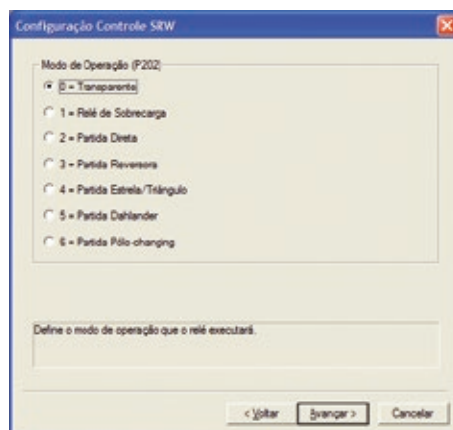 Configuração Controle SRW
Modo de Operação (P202)
0 = Transparente
1 = Relé de Sobrecarga
2 = Partida Direta
3 = Partida Reversora
4 = Partida Estrela/Triângulo
5 = Partida Dahlander
6 = Partida Pólo-changing
Define o modo de operação que o relé executará.
< Voltar
Avançar >
Cancelar